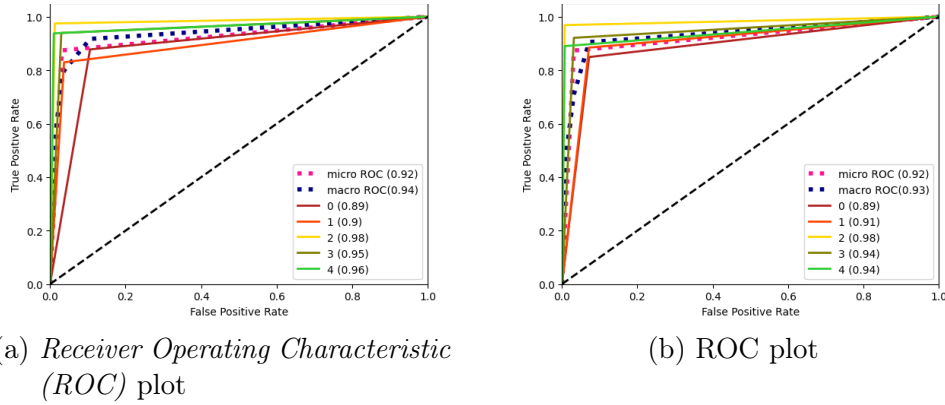 1.0
0.8
0.6
0.4
0.2
0.0
True Positive Rate
micro ROC (0.92)
macro ROC(0.94)
0 (0.89)
1 (0.9)
2 (0.98)
3 (0.95)
4 (0.96)
0.0 0.2 0.4 0.6 0.8 1.0
False Positive Rate
1.0
0.8
0.6
0.4
0.2
0.0
True Positive Rate
micro ROC (0.92)
macro ROC(0.93)
0 (0.89)
1 (0.91)
2 (0.98)
3 (0.94)
4 (0.94)
0.0 0.2 0.4 0.6 0.8 1.0
False Positive Rate
a) Receiver Operating Characteristic
(ROC) plot
(b) ROC plot